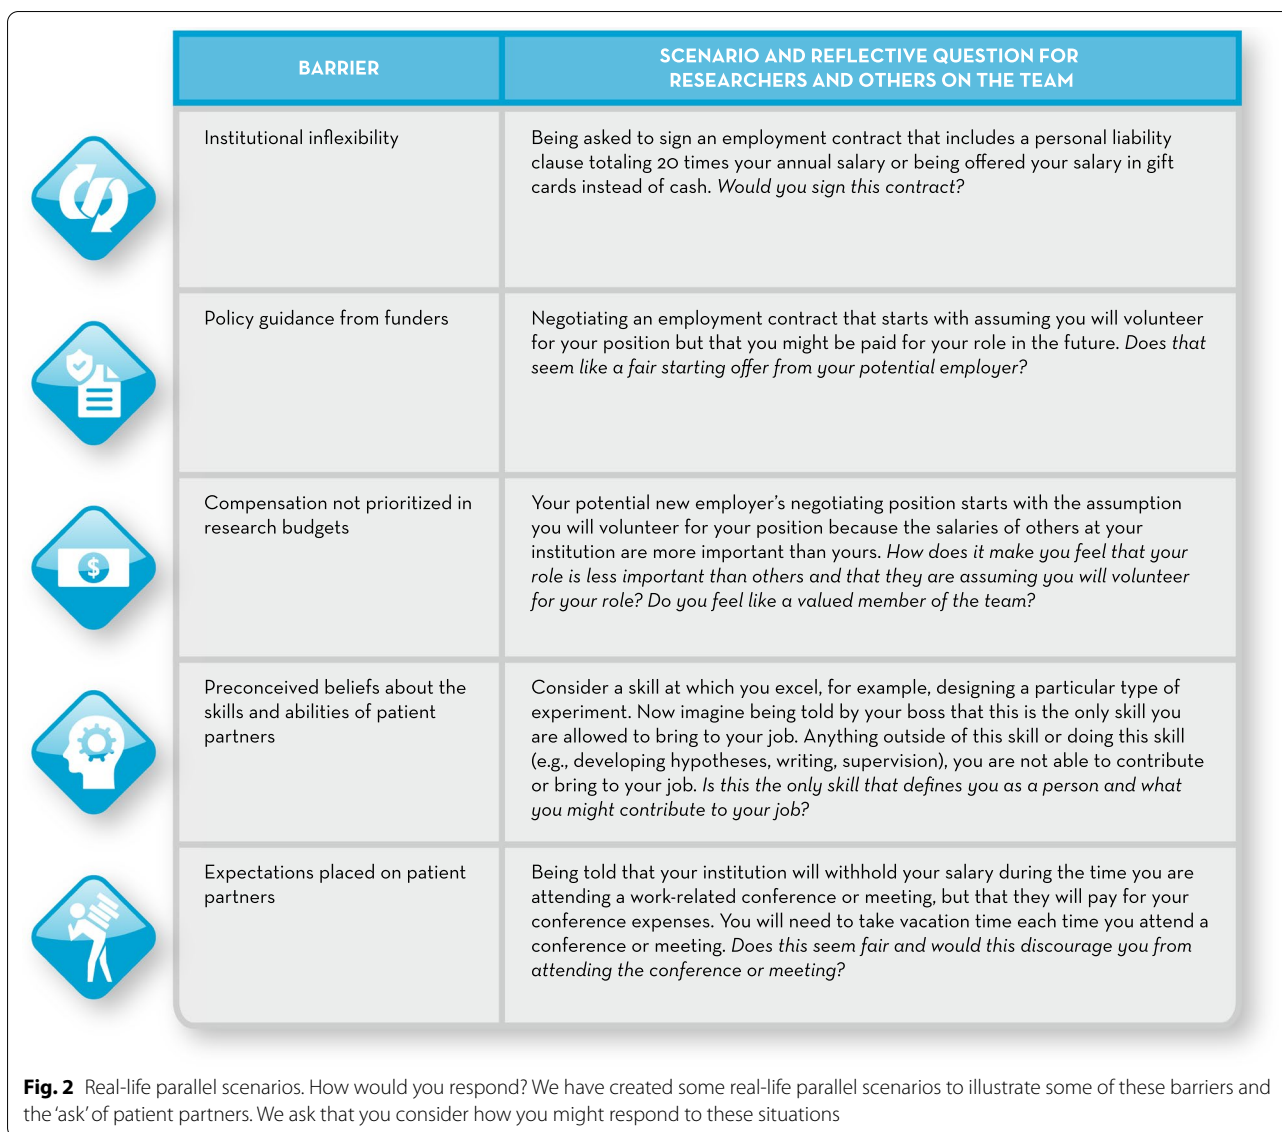 BARRIER
SCENARIO AND REFLECTIVE QUESTION FOR
RESEARCHERS AND OTHERS ON THE TEAM
Institutional inflexibility
Being asked to sign an employment contract that includes a personal liability
clause totaling 20 times your annual salary or being offered your salary in gift
cards instead of cash. Would you sign this contract?
Policy guidance from funders
Negotiating an employment contract that starts with assuming you will volunteer
for your position but that you might be paid for your role in the future. Does that
seem like a fair starting offer from your potential employer?
$
Compensation not prioritized in
research budgets
Your potential new employer's negotiating position starts with the assumption
you will volunteer for your position because the salaries of others at your
institution are more important than yours. How does it make you feel that your
role is less important than others and that they are assuming you will volunteer
for your role? Do you feel like a valued member of the team?
Preconceived beliefs about the
skills and abilities of patient
partners
Consider a skill at which you excel, for example, designing a particular type of
experiment. Now imagine being told by your boss that this is the only skill you
are allowed to bring to your job. Anything outside of this skill or doing this skill
(e.g., developing hypotheses, writing, supervision), you are not able to contribute
or bring to your job. Is this the only skill that defines you as a person and what
you might contribute to your job?
Expectations placed on patient
partners
Being told that your institution will withhold your salary during the time you are
attending a work-related conference or meeting, but that they will pay for your
conference expenses. You will need to take vacation time each time you attend a
conference or meeting. Does this seem fair and would this discourage you from
attending the conference or meeting?
Fig. 2 Real-life parallel scenarios. How would you respond? We have created some real-life parallel scenarios to illustrate some of these barriers and
the 'ask' of patient partners. We ask that you consider how you might respond to these situations